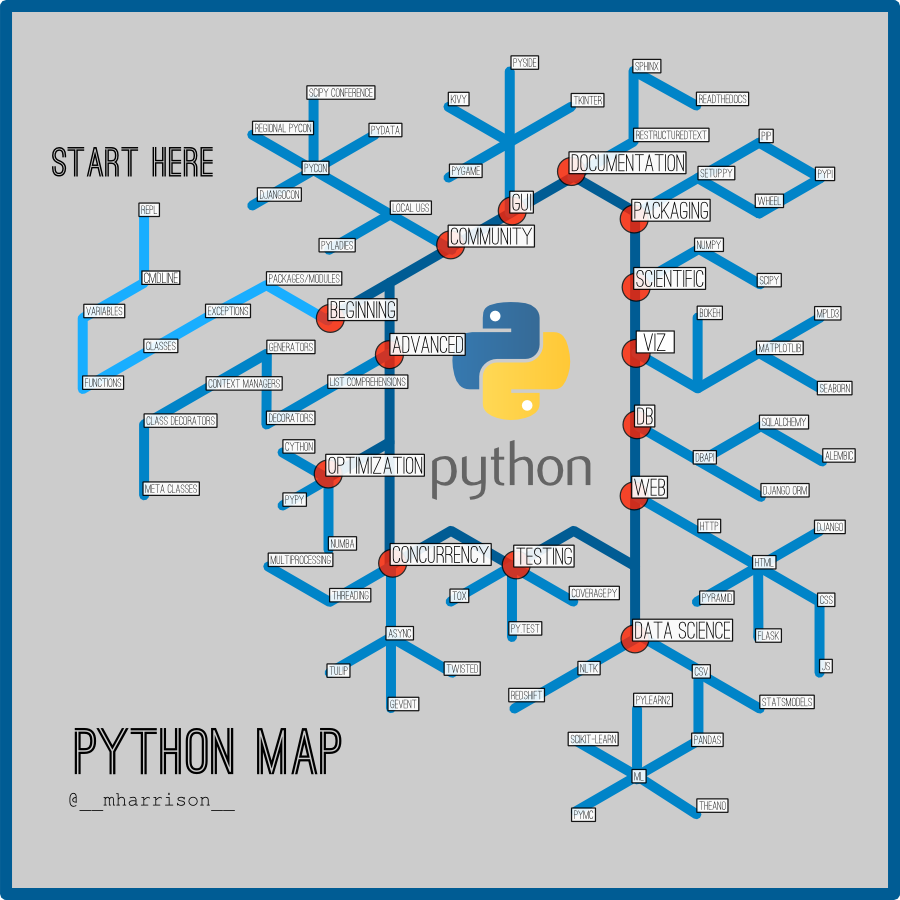 PYSIDE
SPHINX
SCIPY CONFERENCE
KIVY
TKINTER
READTHEDOCS
REGIONAL PYCON
PYDATA
RESTRUCTUREDTEXT
PIP
START HERE
DOCUMENTATION
PYCON
PYGAME
SETUP.PY
PYPI
DJANGOCON
LOCAL UGS
GUI
WHEEL
REPL
PACKAGING
COMMUNITY
PYLADIES
NUMPY
CMDLINE
PACKAGES/MODULES
SCIENTIFIC
SCIPY
VARIABLES
EXCEPTIONS
BEGINNING
BOKEH
MPLD3
CLASSES
GENERATORS
ADVANCED
VIZ
MATPLOTLIB
FUNCTIONS
CONTEXT MANAGERS
LIST COMPREHENSIONS
SEABORN
CLASS DECORATORS
DECORATORS
DB
SQLALCHEMY
CYTHON
DBAPI
ALEMBIC
OPTIMIZATION
python
META CLASSES
PYPY
WEB
DJANGO ORM
HTTP
DJANGO
NUMBA
MULTIPROCESSING
CONCURRENCY
TESTING
HTML
THREADING
TOX
COVERAGE.PY
PYRAMID
CSS
ASYNC
PYTEST
DATA SCIENCE
FLASK
TULIP
TWISTED
NLTK
CSV
JS
GEVENT
REDSHIFT
PYLEARN2
STATSMODELS
PYTHON MAP
SCIKIT-LEARN
PANDAS
ML
@__mharrison__
PYMC
THEANO